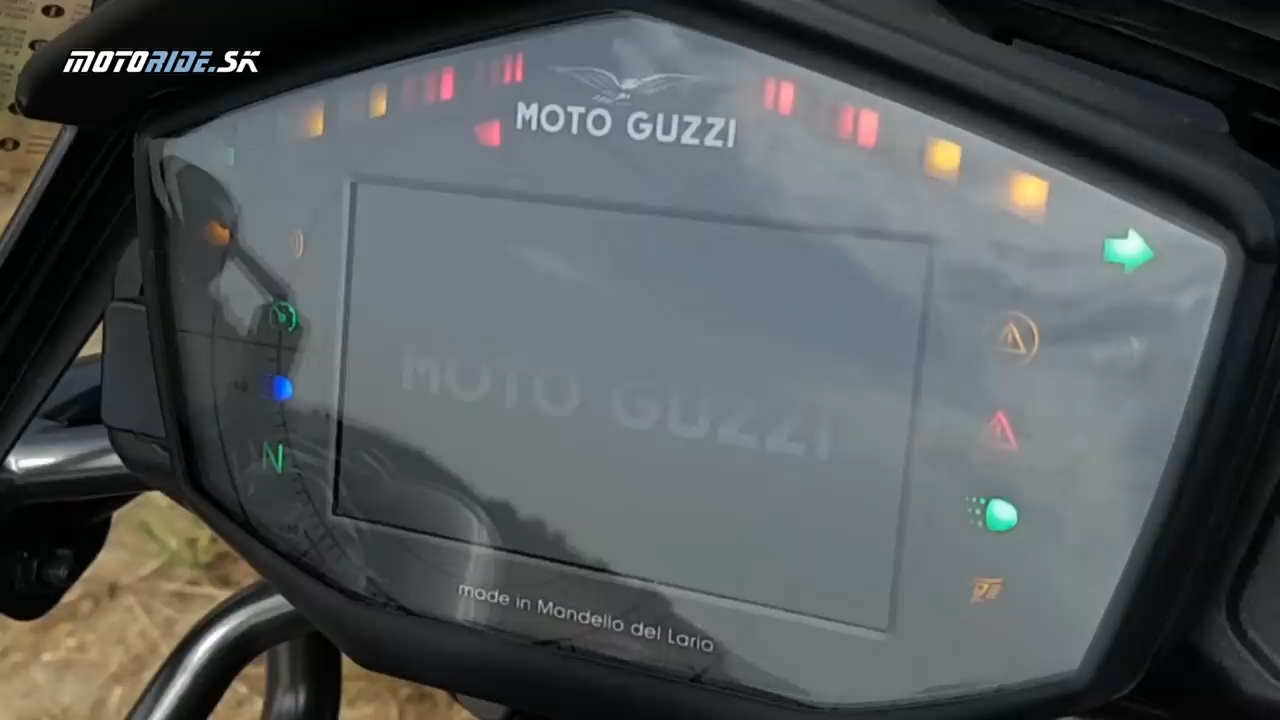 MOTORIDE.SK
MOTO GUZZI
MOTO GUZZI
N
made in Mandello del Lario